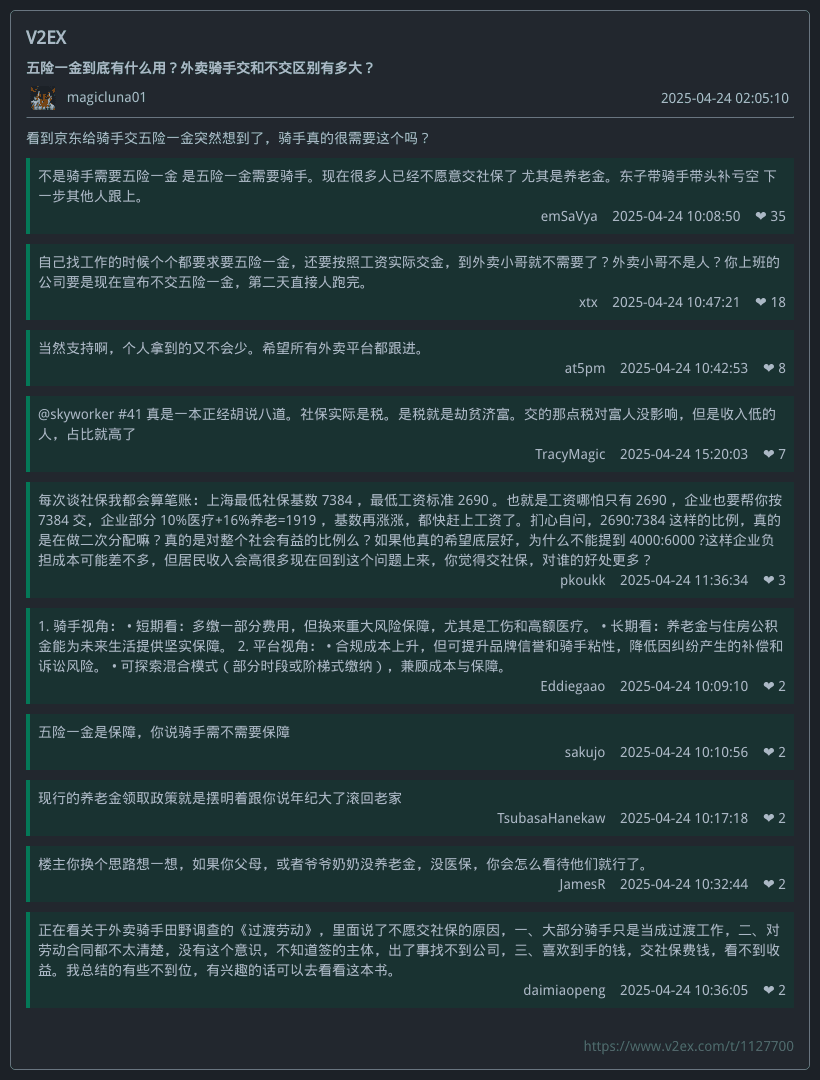 V2EX
五险一金到底有什么用？外卖骑手交和不交区别有多大？
magicluna01
2025-04-24 02:05:10
看到京东给骑手交五险一金突然想到了，骑手真的很需要这个吗？
不是骑手需要五险一金 是五险一金需要骑手。现在很多人已经不愿意交社保了 尤其是养老金。东子带骑手带头补亏空 下
一步其他人跟上。
emSaVya 2025-04-24 10:08:50 ❤ 35
自己找工作的时候个个都要求要五险一金，还要按照工资实际交金，到外卖小哥就不需要了？外卖小哥不是人？你上班的
公司要是现在宣布不交五险一金，第二天直接人跑完。
xtx 2025-04-24 10:47:21 ❤ 18
当然支持啊，个人拿到的又不会少。希望所有外卖平台都跟进。
at5pm 2025-04-24 10:42:53 ❤ 8
@skyworker #41 真是一本正经胡说八道。社保实际是税。是税就是劫贫济富。交的那点税对富人没影响，但是收入低的
人，占比就高了
TracyMagic 2025-04-24 15:20:03 ❤ 7
每次谈社保我都会算笔账：上海最低社保基数 7384 ，最低工资标准 2690 。也就是工资哪怕只有 2690 ，企业也要帮你按
7384 交，企业部分 10%医疗+16%养老=1919 ，基数再涨涨，都快赶上工资了。扪心自问，2690:7384 这样的比例，真的
是在做二次分配嘛？真的是对整个社会有益的比例么？如果他真的希望底层好，为什么不能提到 4000:6000 ?这样企业负
担成本可能差不多，但居民收入会高很多现在回到这个问题上来，你觉得交社保，对谁的好处更多？
pkoukk 2025-04-24 11:36:34 ❤ 3
1. 骑手视角： • 短期看：多缴一部分费用，但换来重大风险保障，尤其是工伤和高额医疗。 • 长期看：养老金与住房公积
金能为未来生活提供坚实保障。 2. 平台视角： • 合规成本上升，但可提升品牌信誉和骑手粘性，降低因纠纷产生的补偿和
诉讼风险。 • 可探索混合模式（部分时段或阶梯式缴纳），兼顾成本与保障。
Eddiegaao 2025-04-24 10:09:10 ❤ 2
五险一金是保障，你说骑手需不需要保障
sakujo 2025-04-24 10:10:56 ❤ 2
现行的养老金领取政策就是摆明着跟你说年纪大了滚回老家
TsubasaHanekaw 2025-04-24 10:17:18 ❤ 2
楼主你换个思路想一想，如果你父母，或者爷爷奶奶没养老金，没医保，你会怎么看待他们就行了。
JamesR 2025-04-24 10:32:44 ❤ 2
正在看关于外卖骑手田野调查的《过渡劳动》，里面说了不愿交社保的原因，一、大部分骑手只是当成过渡工作，二、对
劳动合同都不太清楚，没有这个意识，不知道签的主体，出了事找不到公司，三、喜欢到手的钱，交社保费钱，看不到收
益。我总结的有些不到位，有兴趣的话可以去看看这本书。
daimiaopeng 2025-04-24 10:36:05 ❤ 2
https://www.v2ex.com/t/1127700